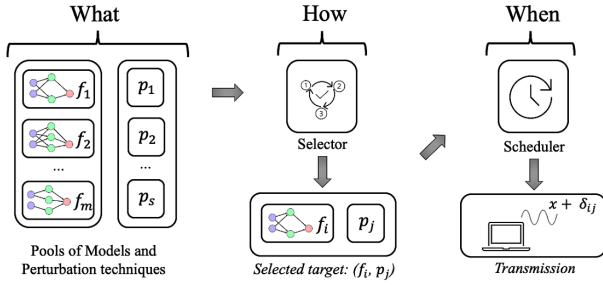 What
How
When
f₁
p₁
f₂
p₂
...
...
fₘ
pₛ
Pools of Models and
Perturbation techniques
1
2
3
Selector
fᵢ
pⱼ
Selected target: (fᵢ, pⱼ)
Scheduler
x + δᵢⱼ
Transmission